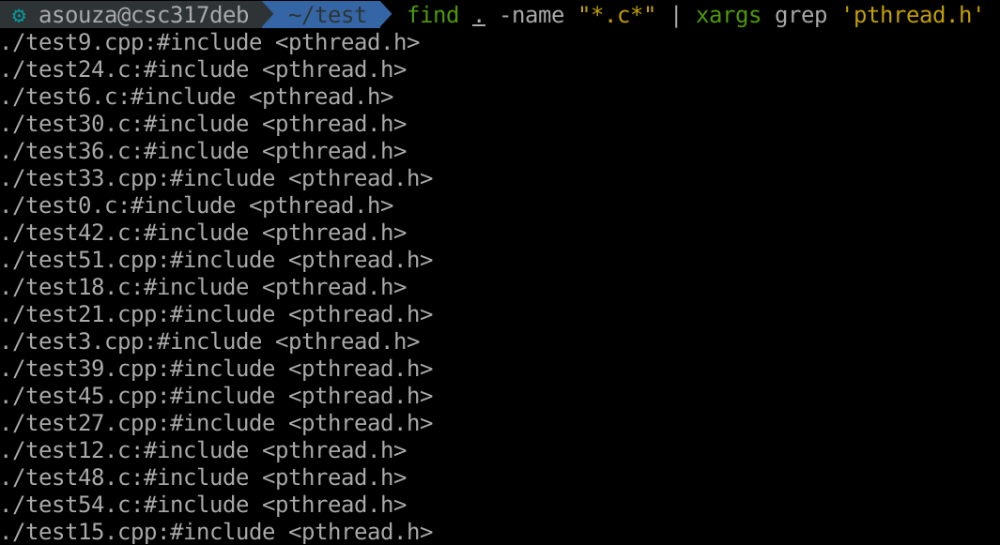 asouza@csc317deb ~/test find . -name "*.c*" | xargs grep 'pthread.h'
./test9.cpp:#include <pthread.h>
./test24.c:#include <pthread.h>
./test6.c:#include <pthread.h>
./test30.c:#include <pthread.h>
./test36.c:#include <pthread.h>
./test33.cpp:#include <pthread.h>
./test0.c:#include <pthread.h>
./test42.c:#include <pthread.h>
./test51.cpp:#include <pthread.h>
./test18.c:#include <pthread.h>
./test21.cpp:#include <pthread.h>
./test3.cpp:#include <pthread.h>
./test39.cpp:#include <pthread.h>
./test45.cpp:#include <pthread.h>
./test27.cpp:#include <pthread.h>
./test12.c:#include <pthread.h>
./test48.c:#include <pthread.h>
./test54.c:#include <pthread.h>
./test15.cpp:#include <pthread.h>